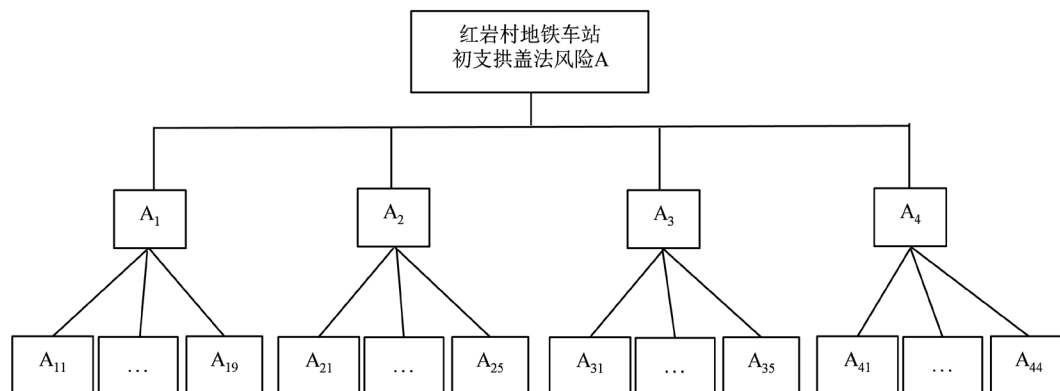 红岩村地铁车站
初支拱盖法风险A
A₁
A₂
A₃
A₄
A₁₁
…
A₁₉
A₂₁
…
A₂₅
A₃₁
…
A₃₅
A₄₁
…
A₄₄